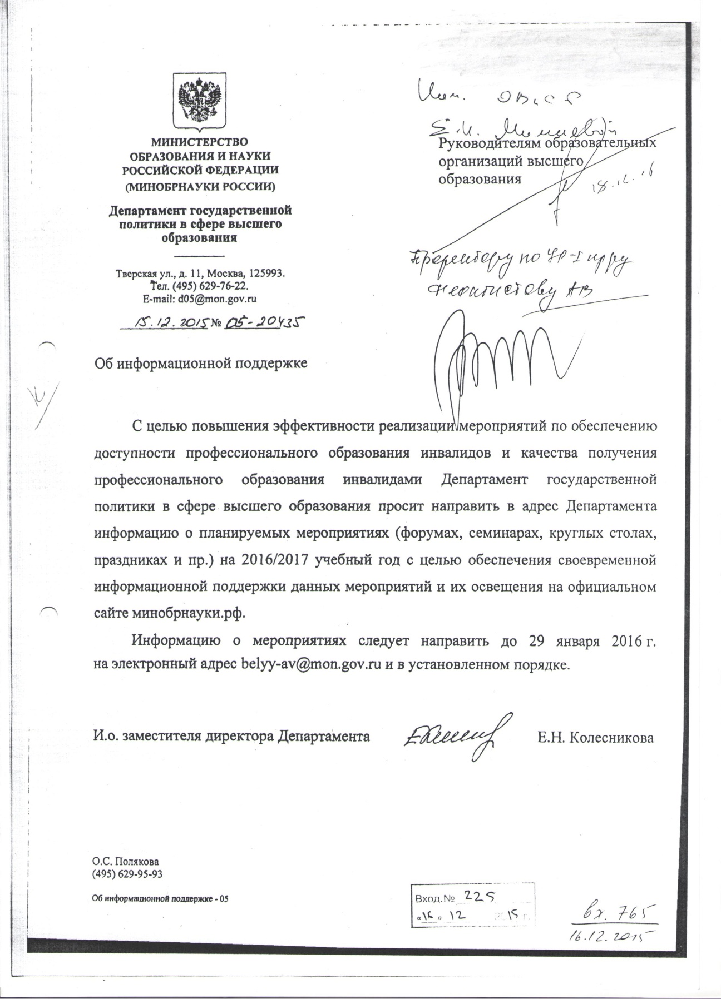 МИНИСТЕРСТВО
ОБРАЗОВАНИЯ И НАУКИ
РОССИЙСКОЙ ФЕДЕРАЦИИ
(МИНОБРНАУКИ РОССИИ)
Департамент государственной
политики в сфере высшего
образования
Тверская ул., д. 11, Москва, 125993.
Тел. (495) 629-76-22.
E-mail: d05@mon.gov.ru
15.12.2015 № 05-20435
Руководителям образовательных
организаций высшего
образования
Проректору по
АВ
Об информационной поддержке
С целью повышения эффективности реализации мероприятий по обеспечению
доступности профессионального образования инвалидов и качества получения
профессионального образования инвалидами Департамент государственной
политики в сфере высшего образования просит направить в адрес Департамента
информацию о планируемых мероприятиях (форумах, семинарах, круглых столах,
праздниках и пр.) на 2016/2017 учебный год с целью обеспечения своевременной
информационной поддержки данных мероприятий и их освещения на официальном
сайте минобрнауки.рф.
Информацию о мероприятиях следует направить до 29 января 2016 г.
на электронный адрес belyy-av@mon.gov.ru и в установленном порядке.
И.о. заместителя директора Департамента
Е.Н. Колесникова
О.С. Полякова
(495) 629-95-93
Об информационной поддержке - 05
Вход.№ 225
«16» 12 2015 г.
вх. 765
16.12.2015